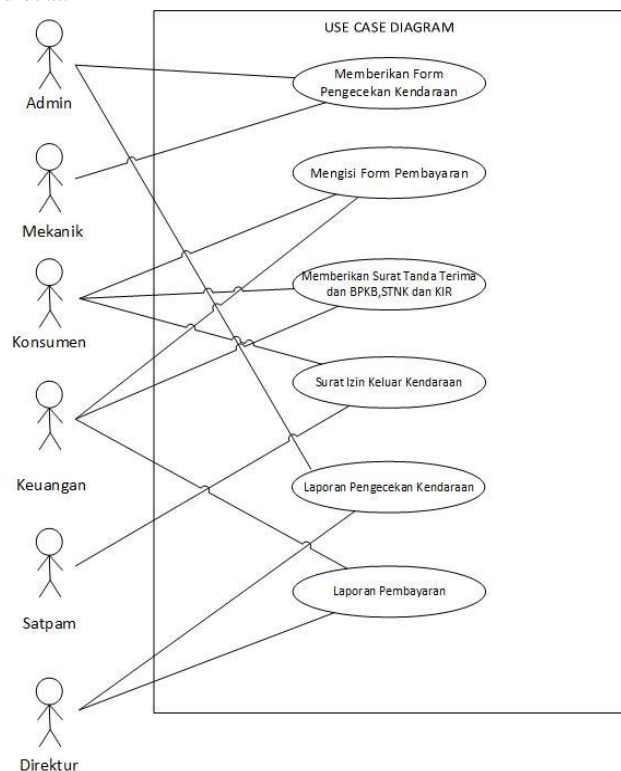 USE CASE DIAGRAM
Admin
Memberikan Form
Pengecekan Kendaraan
Mekanik
Mengisi Form Pembayaran
Konsumen
Memberikan Surat Tanda Terima
dan BPKB,STNK dan KIR
Surat Izin Keluar Kendaraan
Keuangan
Laporan Pengecekan Kendaraan
Satpam
Laporan Pembayaran
Direktur